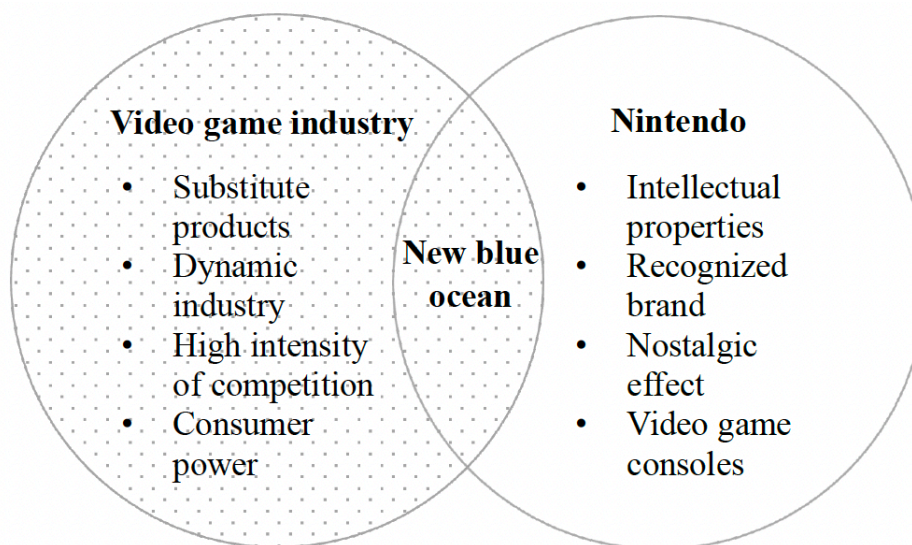 Video game industry
• Substitute
products
• Dynamic
industry
• High intensity
of competition
• Consumer
power
New blue
ocean
Nintendo
• Intellectual
properties
• Recognized
brand
• Nostalgic
effect
• Video game
consoles